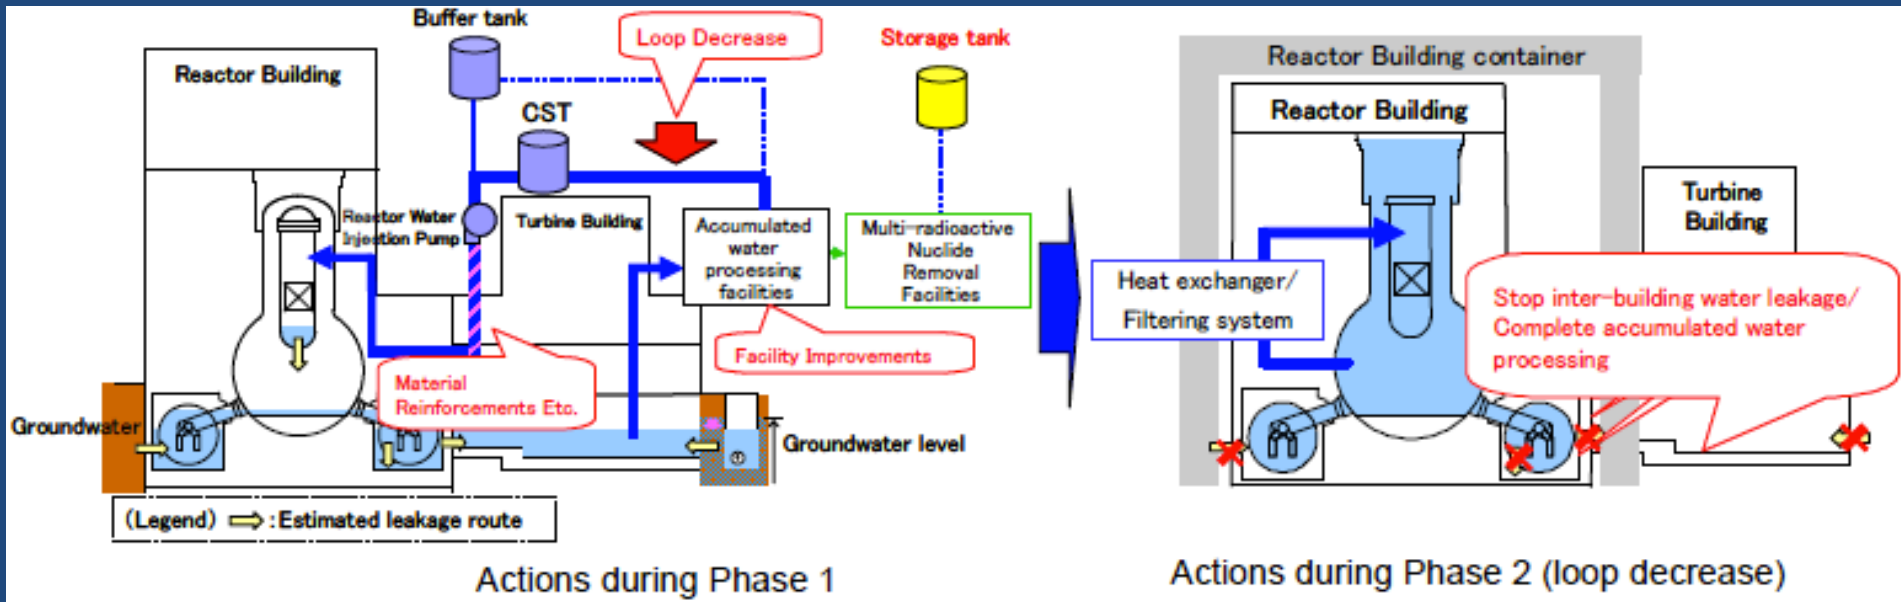 Buffer tank
Loop Decrease
Storage tank
Reactor Building
CST
Reactor Water
Injection Pump
Turbine Building
Accumulated
water
processing
facilities
Multi-radioactive
Nuclide
Removal
Facilities
Facility Improvements
Material
Reinforcements Etc.
Groundwater
Groundwater level
(Legend) : Estimated leakage route
Actions during Phase 1
Reactor Building container
Reactor Building
Turbine
Building
Heat exchanger/
Filtering system
Stop inter-building water leakage/
Complete accumulated water
processing
Actions during Phase 2 (loop decrease)